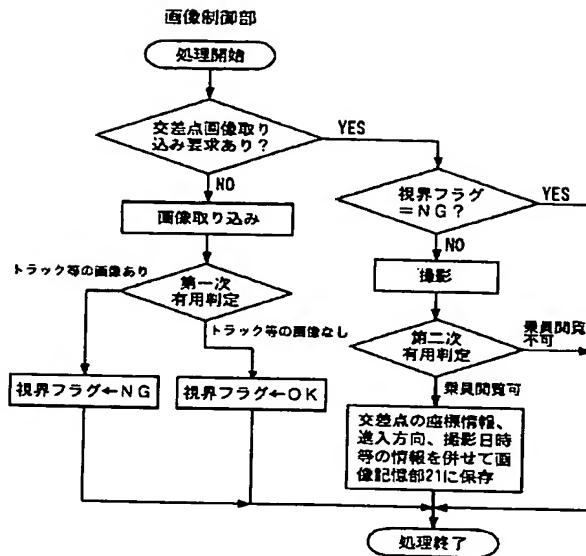 画像制御部
処理開始
交差点画像取り
込み要求あり?
YES
NO
画像取り込み
視界フラグ
=NG?
YES
NO
撮影
トラック等の画像あり
第一次
有用判定
トラック等の画像なし
第二次
有用判定
乗員閲覧
不可
乗員閲覧可
視界フラグ←NG
視界フラグ←OK
交差点の座標情報、
進入方向、撮影日時
等の情報を併せて画
像記憶部21に保存
処理終了